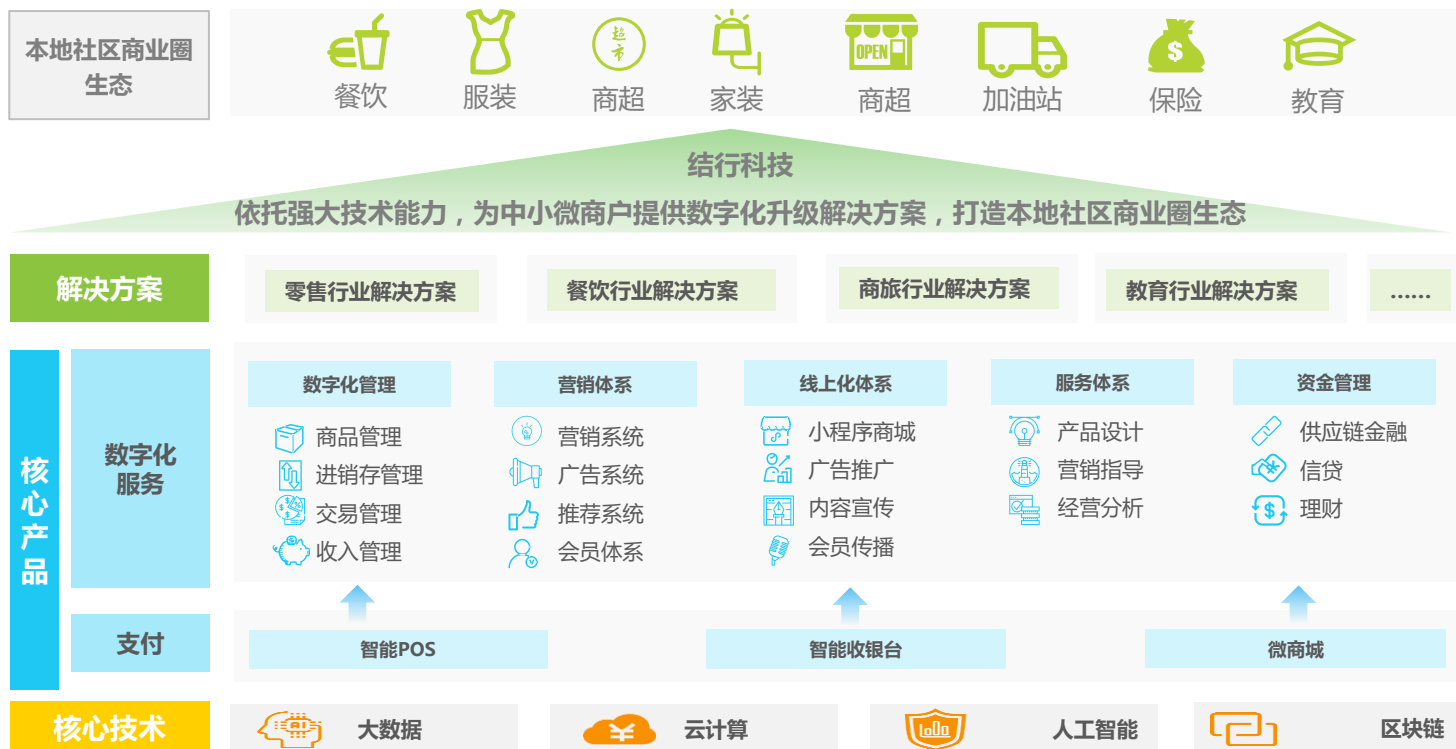 本地社区商业圈
生态
超
市
OPEN
$
餐饮
服装
商超
家装
商超
加油站
保险
教育
结行科技
依托强大技术能力，为中小微商户提供数字化升级解决方案，打造本地社区商业圈生态
解决方案
零售行业解决方案
餐饮行业解决方案
商旅行业解决方案
教育行业解决方案
……
核心产品
数字化
服务
数字化管理
商品管理
进销存管理
交易管理
收入管理
营销体系
营销系统
广告系统
推荐系统
会员体系
线上化体系
小程序商城
广告推广
内容宣传
会员传播
服务体系
产品设计
营销指导
经营分析
资金管理
供应链金融
信贷
理财
支付
智能POS
智能收银台
微商城
核心技术
AI
大数据
¥
云计算
人工智能
区块链